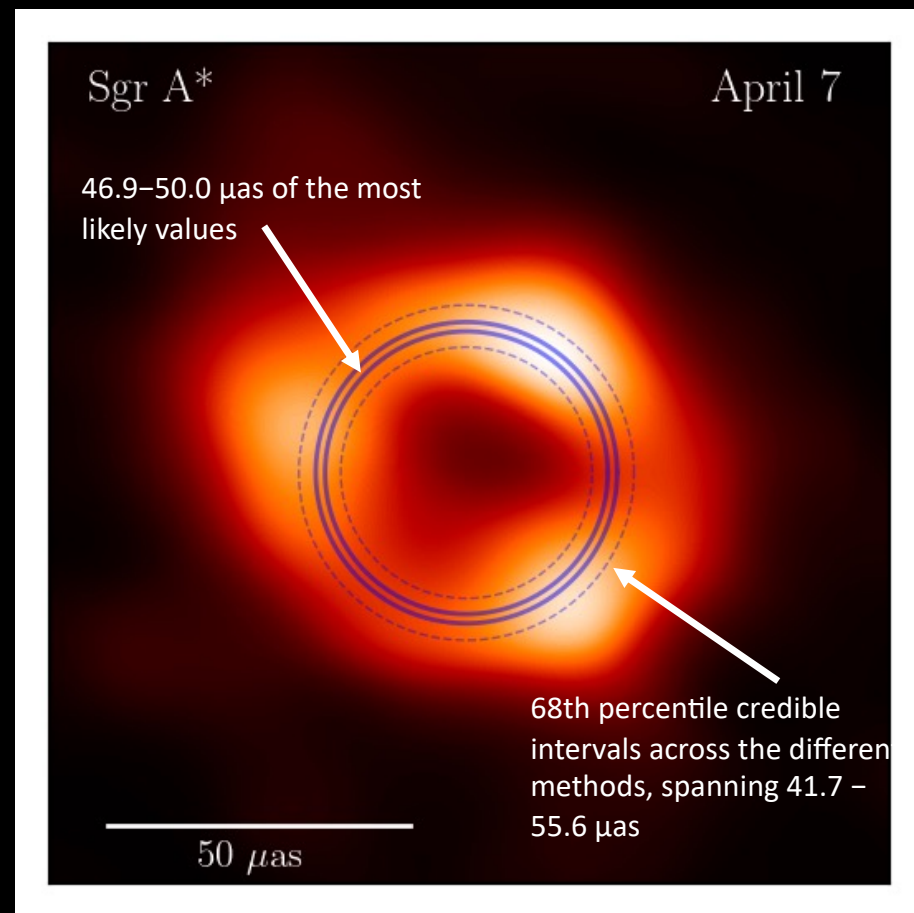 Sgr A*
April 7
46.9−50.0 μas of the most
likely values
68th percentile credible
intervals across the differen
methods, spanning 41.7 −
55.6 μas
50 μas